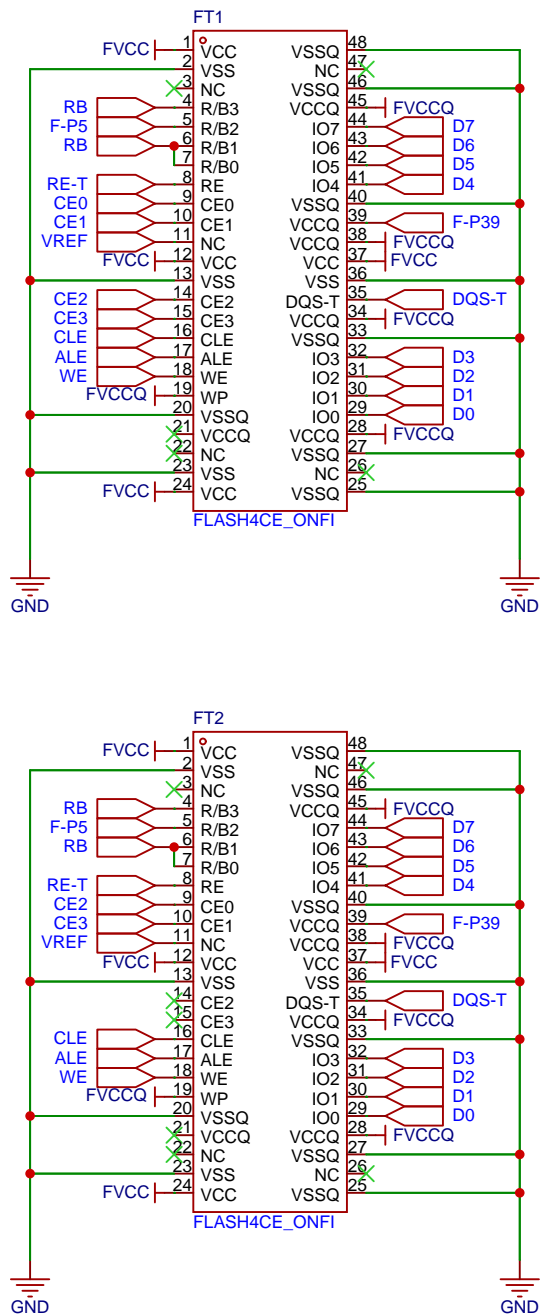 FT1
FVCC 1 VCC VSSQ 48
2 VSS NC 47
3 NC VSSQ 46
RB 4 R/B3 VCCQ 45 FVCCQ
F-P5 5 R/B2 IO7 44 D7
RB 6 R/B1 IO6 43 D6
7 R/B0 IO5 42 D5
RE-T 8 RE IO4 41 D4
CE0 9 CE0 VSSQ 40
CE1 10 CE1 VCCQ 39 F-P39
VREF 11 NC VCCQ 38 FVCCQ
FVCC 12 VCC VCC 37 FVCC
13 VSS VSS 36
CE2 14 CE2 DQS-T 35 DQS-T
CE3 15 CE3 VCCQ 34 FVCCQ
CLE 16 CLE VSSQ 33
ALE 17 ALE IO3 32 D3
WE 18 WE IO2 31 D2
FVCCQ 19 WP IO1 30 D1
20 VSSQ IO0 29 D0
21 VCCQ VCCQ 28 FVCCQ
22 NC VSSQ 27
23 VSS NC 26
FVCC 24 VCC VSSQ 25
FLASH4CE_ONFI
GND GND
FT2
FVCC 1 VCC VSSQ 48
2 VSS NC 47
3 NC VSSQ 46
RB 4 R/B3 VCCQ 45 FVCCQ
F-P5 5 R/B2 IO7 44 D7
RB 6 R/B1 IO6 43 D6
7 R/B0 IO5 42 D5
RE-T 8 RE IO4 41 D4
CE2 9 CE0 VSSQ 40
CE3 10 CE1 VCCQ 39 F-P39
VREF 11 NC VCCQ 38 FVCCQ
FVCC 12 VCC VCC 37 FVCC
13 VSS VSS 36
14 CE2 DQS-T 35 DQS-T
15 CE3 VCCQ 34 FVCCQ
CLE 16 CLE VSSQ 33
ALE 17 ALE IO3 32 D3
WE 18 WE IO2 31 D2
FVCCQ 19 WP IO1 30 D1
20 VSSQ IO0 29 D0
21 VCCQ VCCQ 28 FVCCQ
22 NC VSSQ 27
23 VSS NC 26
FVCC 24 VCC VSSQ 25
FLASH4CE_ONFI
GND GND